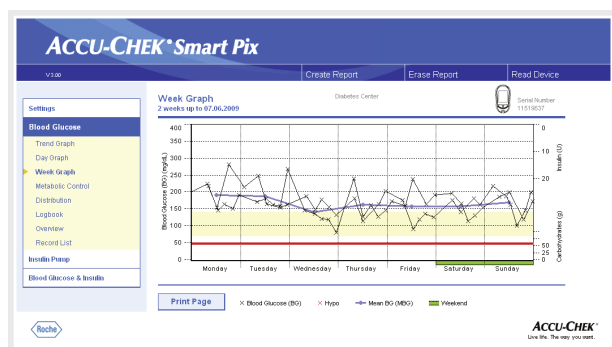 ACCU-CHEK® Smart Pix
V 3.00
Create Report
Erase Report
Read Device
Week Graph
2 weeks up to 07.06.2009
Diabetes Center
Serial Number
11519837
Settings
Blood Glucose
Trend Graph
Day Graph
Week Graph
Metabolic Control
Distribution
Logbook
Overview
Record List
Insulin Pump
Blood Glucose & Insulin
Blood Glucose (BG) (mg/dL)
400
350
300
250
200
150
100
50
0
0
10
20
50
25
0
Insulin (U)
Carbohydrates (g)
Monday Tuesday Wednesday Thursday Friday Saturday Sunday
Print Page
Blood Glucose (BG) Hypo Mean BG (MBG) Weekend
Roche
ACCU-CHEK®
Live life. The way you want.